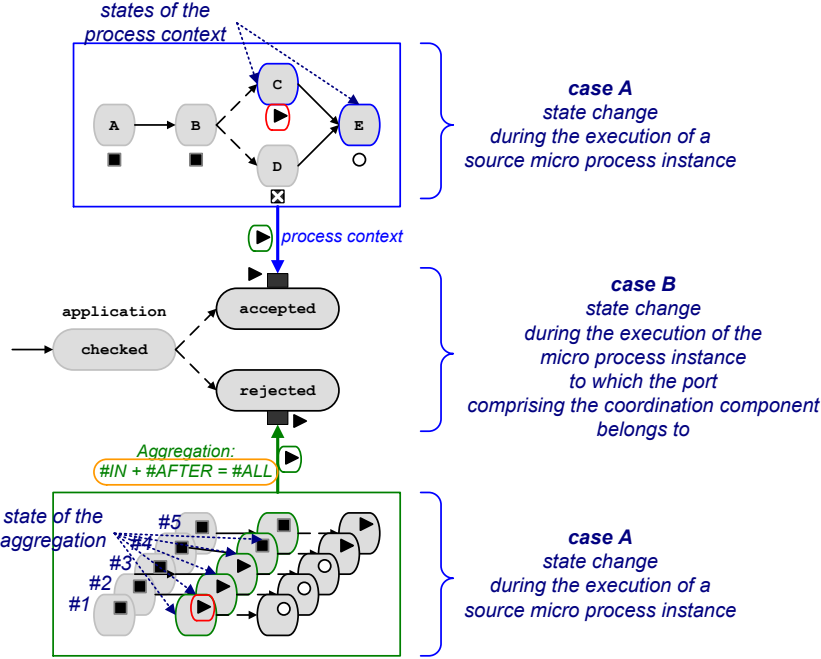 states of the
process context
A
B
C
D
E
case A
state change
during the execution of a
source micro process instance
process context
application
checked
accepted
rejected
case B
state change
during the execution of the
micro process instance
to which the port
comprising the coordination component
belongs to
Aggregation:
#IN + #AFTER = #ALL
state of the
aggregation
#5
#4
#3
#2
#1
case A
state change
during the execution of a
source micro process instance